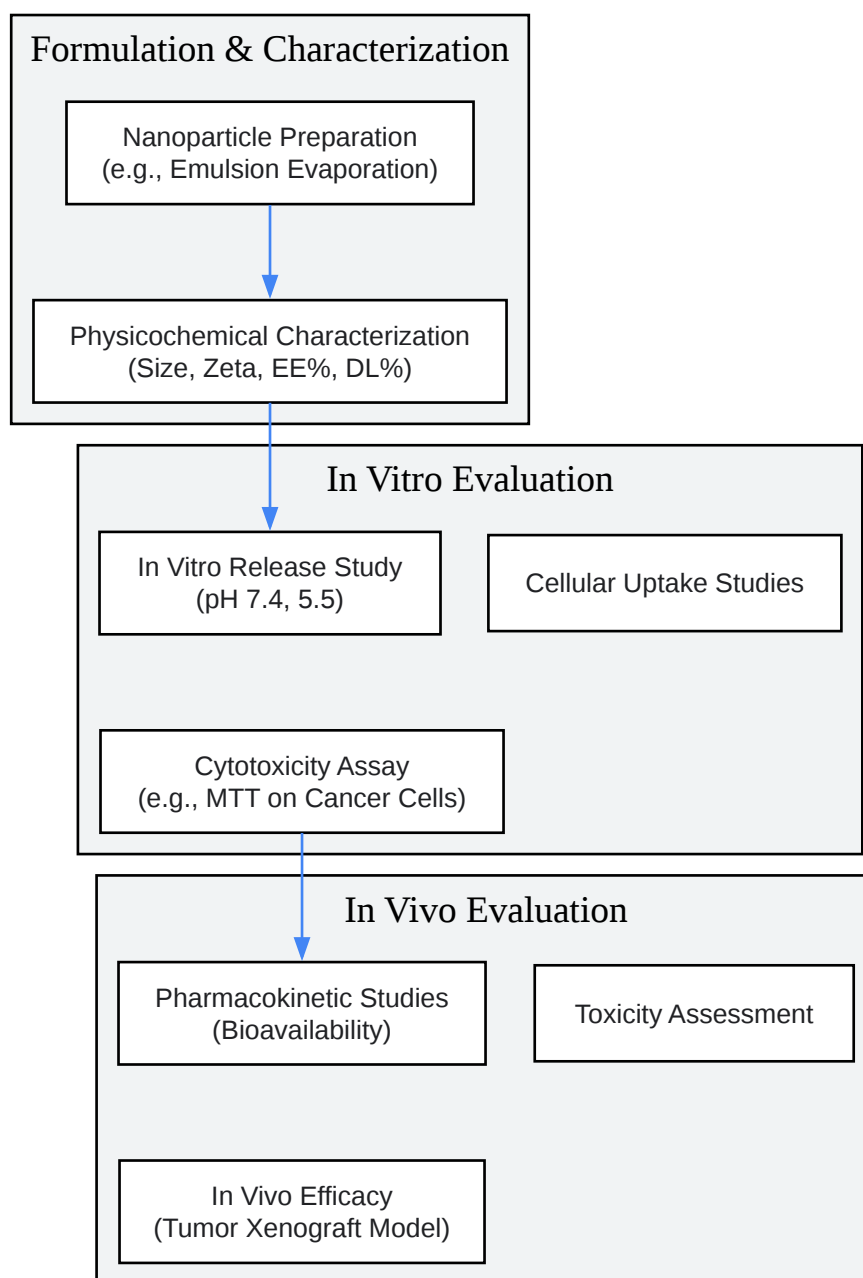 Formulation & Characterization
Nanoparticle Preparation
(e.g., Emulsion Evaporation)
Physicochemical Characterization
(Size, Zeta, EE%, DL%)
In Vitro Evaluation
In Vitro Release Study
(pH 7.4, 5.5)
Cellular Uptake Studies
Cytotoxicity Assay
(e.g., MTT on Cancer Cells)
In Vivo Evaluation
Pharmacokinetic Studies
(Bioavailability)
Toxicity Assessment
In Vivo Efficacy
(Tumor Xenograft Model)